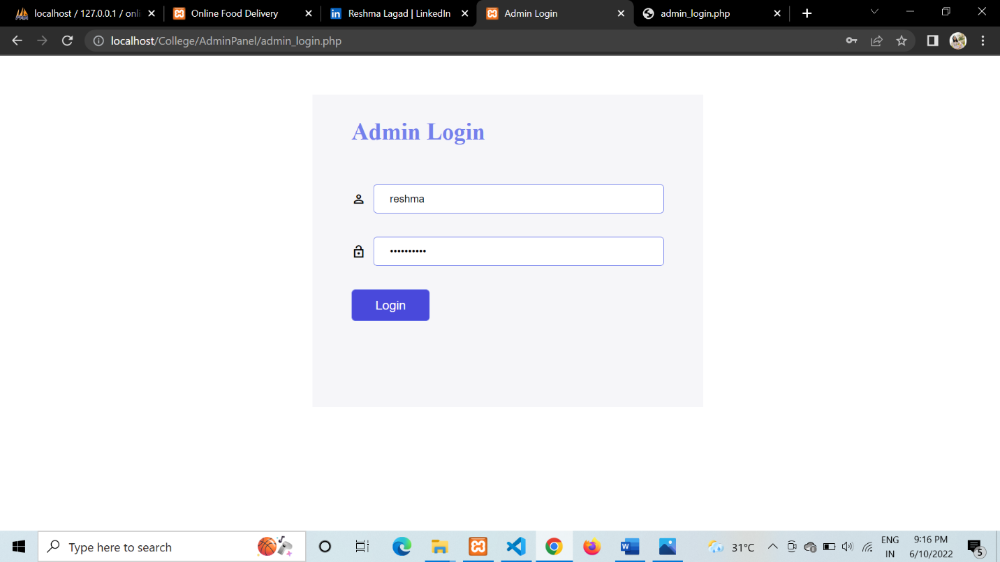 localhost / 127.0.0.1 / onli
Online Food Delivery
Reshma Lagad | LinkedIn
Admin Login
admin_login.php
localhost/College/AdminPanel/admin_login.php
Admin Login
reshma
••••••••••
Login
Type here to search
31°C
ENG
IN
9:16 PM
6/10/2022
5